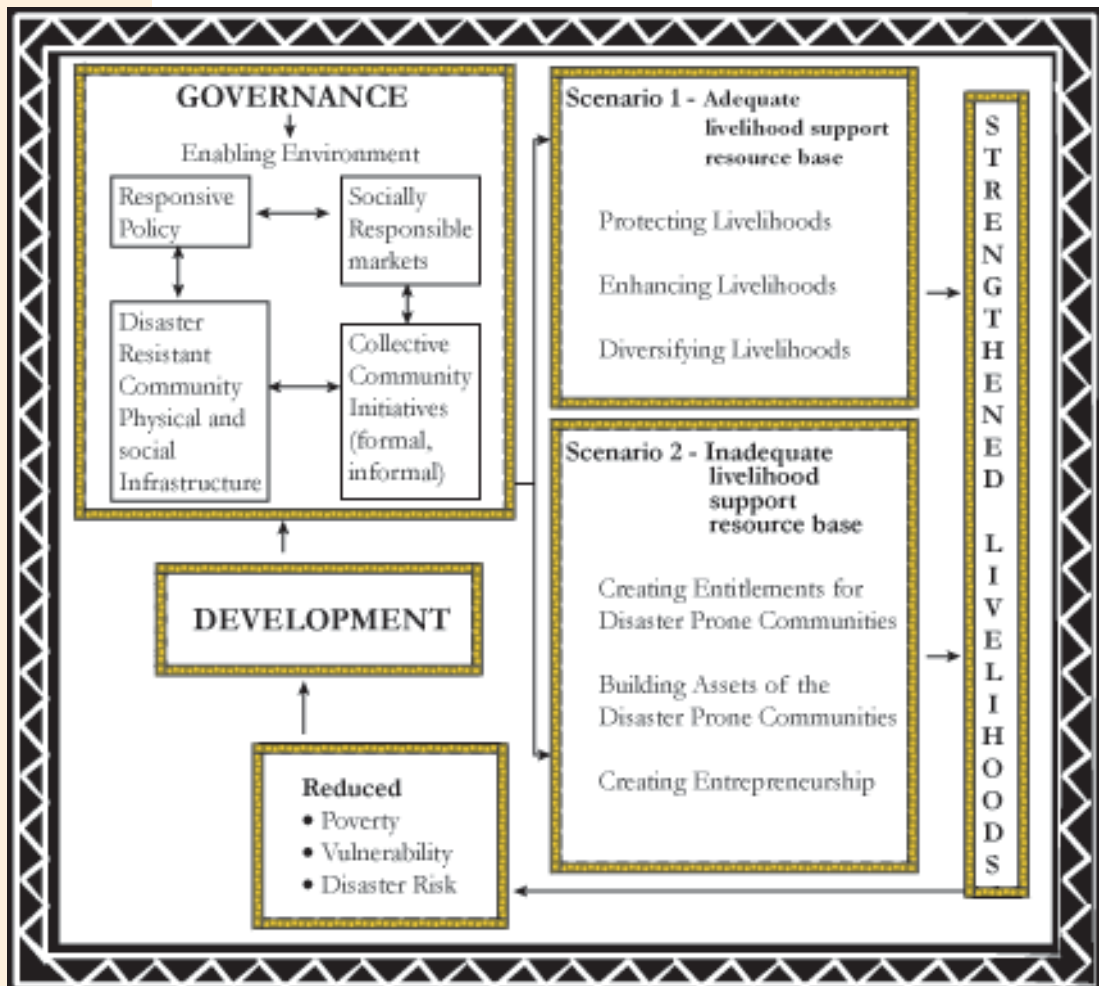 GOVERNANCE
Enabling Environment
Responsive
Policy
Socially
Responsible
markets
Disaster
Resistant
Community
Physical and
social
Infrastructure
Collective
Community
Initiatives
(formal,
informal)
DEVELOPMENT
Reduced
• Poverty
• Vulnerability
• Disaster Risk
Scenario 1 - Adequate
livelihood support
resource base
Protecting Livelihoods
Enhancing Livelihoods
Diversifying Livelihoods
Scenario 2 - Inadequate
livelihood
support
resource base
Creating Entitlements for
Disaster Prone Communities
Building Assets of the
Disaster Prone Communities
Creating Entrepreneurship
STRENGTHENED LIVELIHOODS